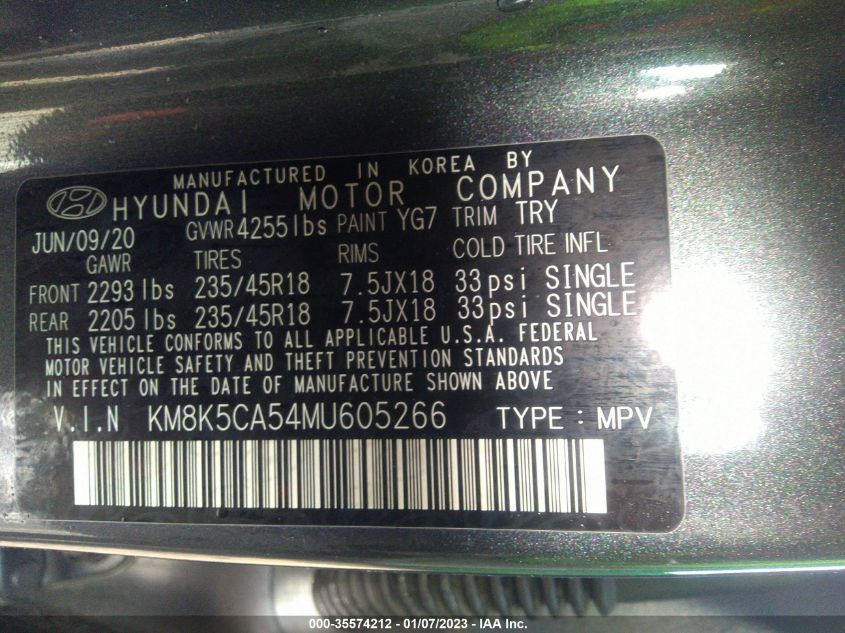 MANUFACTURED IN KOREA BY
HYUNDAI MOTOR COMPANY
JUN/09/20 GVWR 4255lbs PAINT YG7 TRIM TRY
GAWR TIRES RIMS COLD TIRE INFL
FRONT 2293 lbs 235/45R18 7.5JX18 33psi SINGLE
REAR 2205 lbs 235/45R18 7.5JX18 33psi SINGLE
THIS VEHICLE CONFORMS TO ALL APPLICABLE U.S.A. FEDERAL
MOTOR VEHICLE SAFETY AND THEFT PREVENTION STANDARDS
IN EFFECT ON THE DATE OF MANUFACTURE SHOWN ABOVE
V.I.N KM8K5CA54MU605266 TYPE : MPV
000-35574212 - 01/07/2023 - IAA Inc.